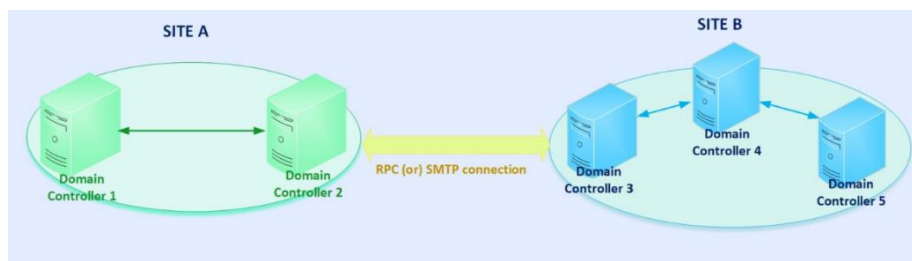 SITE A
SITE B
Domain
Controller 1
Domain
Controller 2
RPC (or) SMTP connection
Domain
Controller 3
Domain
Controller 4
Domain
Controller 5